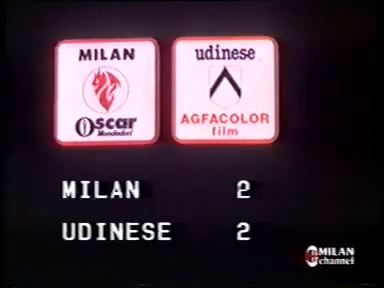 MILAN
Oscar
Mondadori
udinese
AGFACOLOR
film
MILAN 2
UDINESE 2
MILAN
channel